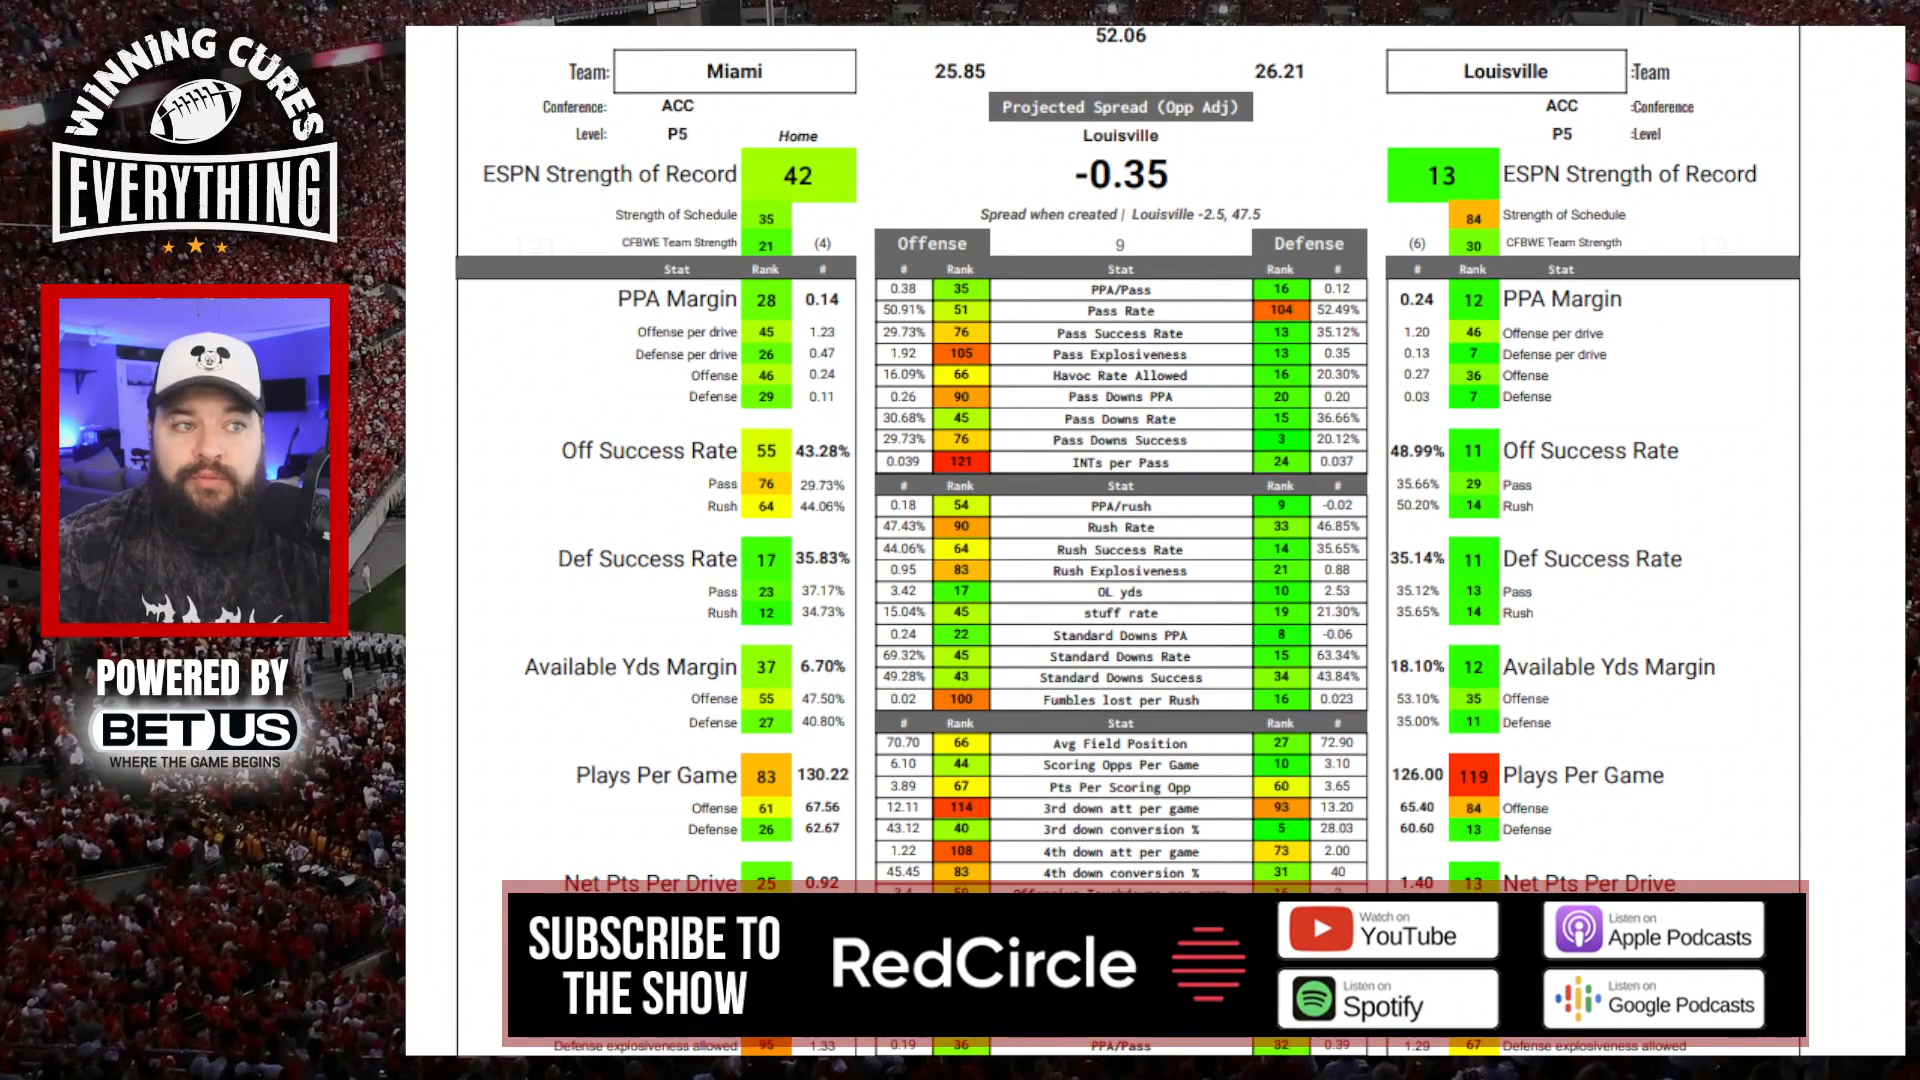 WINNING CURES
EVERYTHING
POWERED BY
BETUS
WHERE THE GAME BEGINS
52.06
Team: Miami 25.85 26.21 Louisville :Team
Conference: ACC Projected Spread (Opp Adj) ACC :Conference
Level: P5 Home Louisville P5 :Level
ESPN Strength of Record 42 -0.35 13 ESPN Strength of Record
Strength of Schedule 35 Spread when created | Louisville -2.5, 47.5 84 Strength of Schedule
CFBWE Team Strength 21 (4) Offense 9 Defense (6) 30 CFBWE Team Strength
Stat Rank # # Rank Stat Rank # # Rank Stat
PPA Margin 28 0.14
Offense per drive 45 1.23
Defense per drive 26 0.47
Offense 46 0.24
Defense 29 0.11
Off Success Rate 55 43.28%
Pass 76 29.73%
Rush 64 44.06%
Def Success Rate 17 35.83%
Pass 23 37.17%
Rush 12 34.73%
Available Yds Margin 37 6.70%
Offense 55 47.50%
Defense 27 40.80%
Plays Per Game 83 130.22
Offense 61 67.56
Defense 26 62.67
Net Pts Per Drive 25 0.92
Defense explosiveness allowed 95 1.33
0.38 35 PPA/Pass 16 0.12
50.91% 51 Pass Rate 104 52.49%
29.73% 76 Pass Success Rate 13 35.12%
1.92 105 Pass Explosiveness 13 0.35
16.09% 66 Havoc Rate Allowed 16 20.30%
0.26 90 Pass Downs PPA 20 0.20
30.68% 45 Pass Downs Rate 15 36.66%
29.73% 76 Pass Downs Success 3 20.12%
0.039 121 INTs per Pass 24 0.037
# Rank Stat Rank #
0.18 54 PPA/rush 9 -0.02
47.43% 90 Rush Rate 33 46.85%
44.06% 64 Rush Success Rate 14 35.65%
0.95 83 Rush Explosiveness 21 0.88
3.42 17 OL yds 10 2.53
15.04% 45 stuff rate 19 21.30%
0.24 22 Standard Downs PPA 8 -0.06
69.32% 45 Standard Downs Rate 15 63.34%
49.28% 43 Standard Downs Success 34 43.84%
0.02 100 Fumbles lost per Rush 16 0.023
# Rank Stat Rank #
70.70 66 Avg Field Position 27 72.90
6.10 44 Scoring Opps Per Game 10 3.10
3.89 67 Pts Per Scoring Opp 60 3.65
12.11 114 3rd down att per game 93 13.20
43.12 40 3rd down conversion % 5 28.03
1.22 108 4th down att per game 73 2.00
45.45 83 4th down conversion % 31 40
0.19 36 PPA/Pass 32 0.39
0.24 12 PPA Margin
1.20 46 Offense per drive
0.13 7 Defense per drive
0.27 36 Offense
0.03 7 Defense
48.99% 11 Off Success Rate
35.66% 29 Pass
50.20% 14 Rush
35.14% 11 Def Success Rate
35.12% 13 Pass
35.65% 14 Rush
18.10% 12 Available Yds Margin
53.10% 35 Offense
35.00% 11 Defense
126.00 119 Plays Per Game
65.40 84 Offense
60.60 13 Defense
1.40 13 Net Pts Per Drive
1.29 67 Defense explosiveness allowed
SUBSCRIBE TO
THE SHOW
RedCircle
Watch on
YouTube
Listen on
Apple Podcasts
Listen on
Spotify
Listen on
Google Podcasts